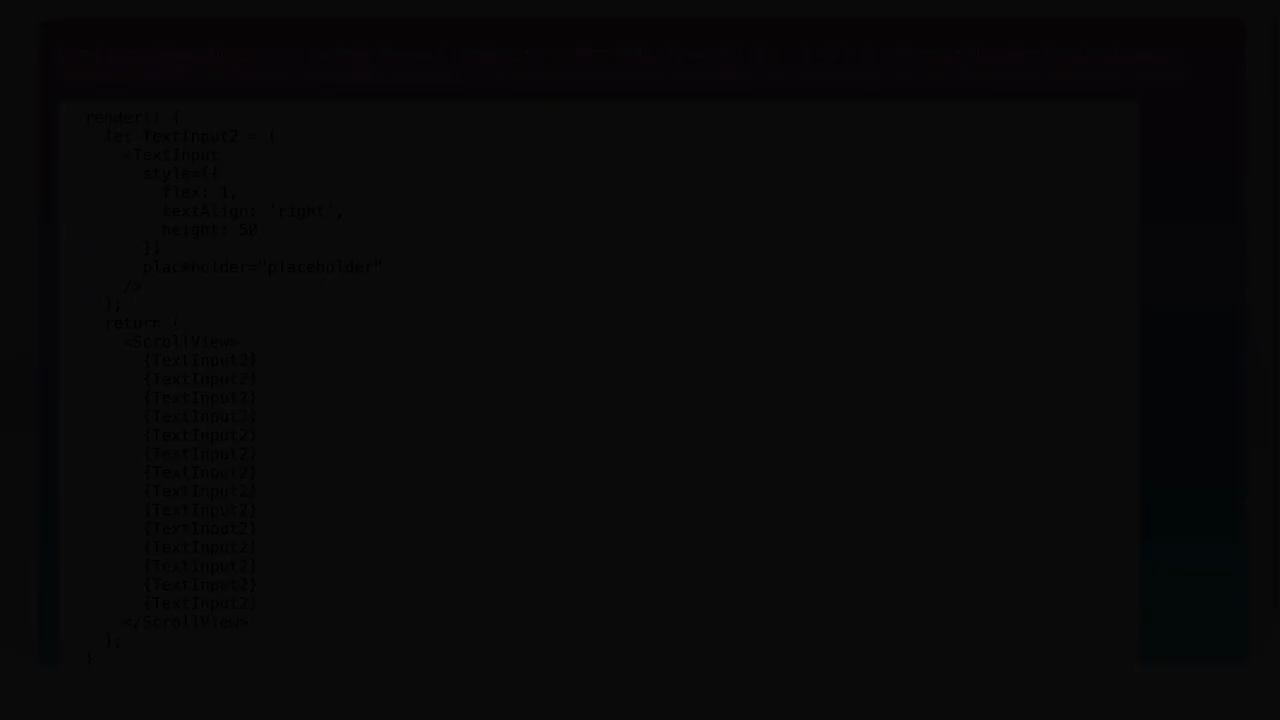 render() {
let TextInput2 = (
<TextInput
style={{
flex: 1,
textAlign: 'right',
height: 50
}}
placeholder="placeholder"
/>
);
return (
<ScrollView>
{TextInput2}
{TextInput2}
{TextInput2}
{TextInput2}
{TextInput2}
{TextInput2}
{TextInput2}
{TextInput2}
{TextInput2}
{TextInput2}
{TextInput2}
{TextInput2}
{TextInput2}
{TextInput2}
</ScrollView>
);
}